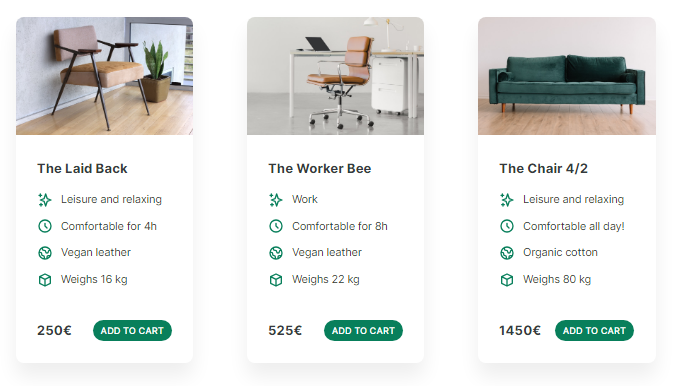 The Laid Back
Leisure and relaxing
Comfortable for 4h
Vegan leather
Weighs 16 kg
250€
ADD TO CART
The Worker Bee
Work
Comfortable for 8h
Vegan leather
Weighs 22 kg
525€
ADD TO CART
The Chair 4/2
Leisure and relaxing
Comfortable all day!
Organic cotton
Weighs 80 kg
1450€
ADD TO CART